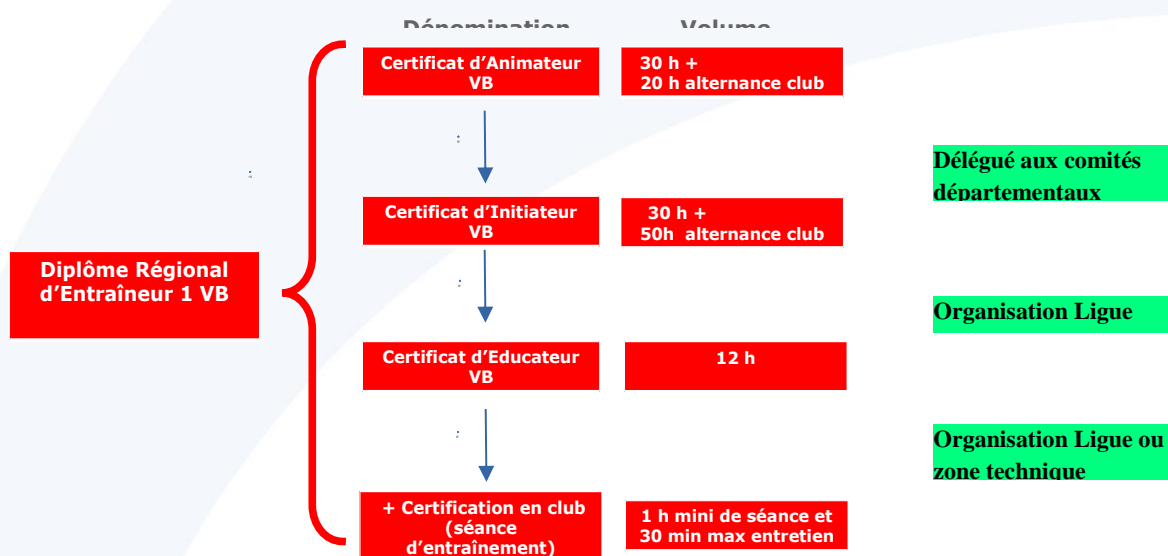 Dénomination
Volume
Certificat d’Animateur
VB
30 h +
20 h alternance club
:
:
Délégué aux comités
départementaux
Certificat d’Initiateur
VB
30 h +
50h alternance club
Diplôme Régional
d’Entraîneur 1 VB
:
Organisation Ligue
Certificat d’Educateur
VB
12 h
:
Organisation Ligue ou
zone technique
+ Certification en club
(séance
d’entraînement)
1 h mini de séance et
30 min max entretien